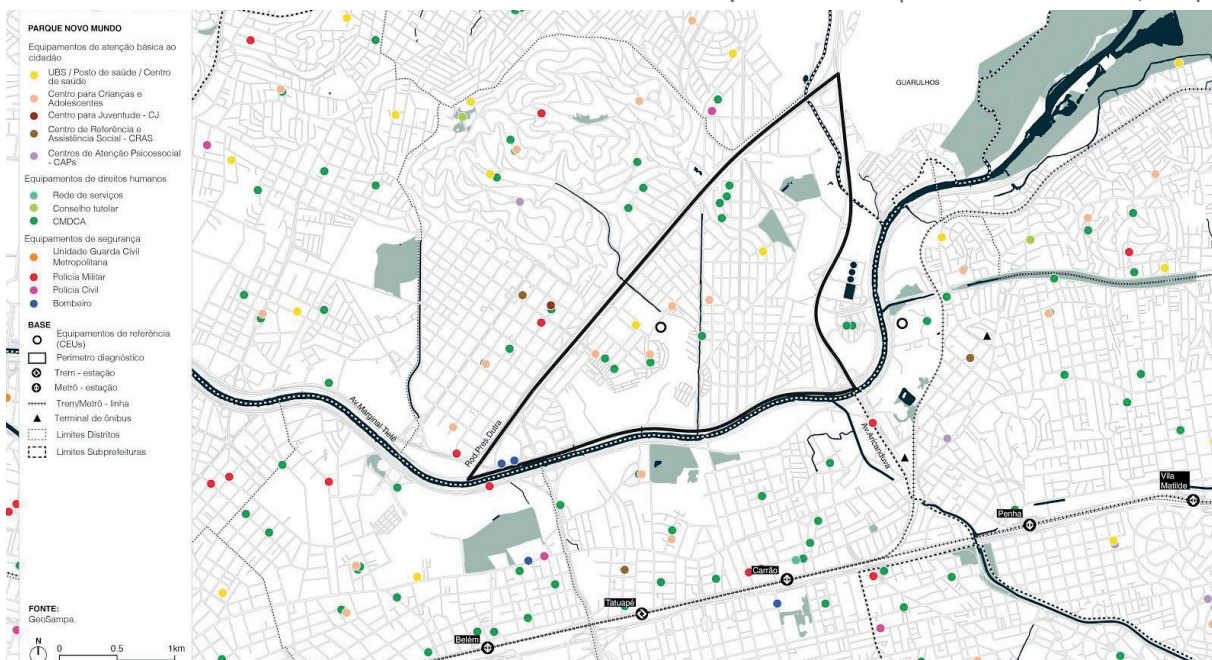 PARQUE NOVO MUNDO
Equipamentos de atenção básica ao
cidadão
UBS / Posto de saúde / Centro
de saúde
Centro para Crianças e
Adolescentes
Centro para Juventude - CJ
Centro de Referência e
Assistência Social - CRAS
Centros de Atenção Psicossocial
- CAPs
Equipamentos de direitos humanos
Rede de serviços
Conselho tutelar
CMDCA
Equipamentos de segurança
Unidade Guarda Civil
Metropolitana
Policia Militar
Policia Civil
Bombeiro
BASE
Equipamentos de referência
(CEUs)
Perimetro diagnóstico
Trem - estação
Metrô - estação
Trem/Metrô - linha
Terminal de ônibus
Limites Distritos
Limites Subprefeituras
FONTE:
GeoSampa.
N
0 0.5 1km
GUARULHOS
Av.Marginal Tietê
Rod.Pres.Dutra
Av.Aricanduva
Vila
Matilde
Penha
Carrão
Tatuapé
Belém